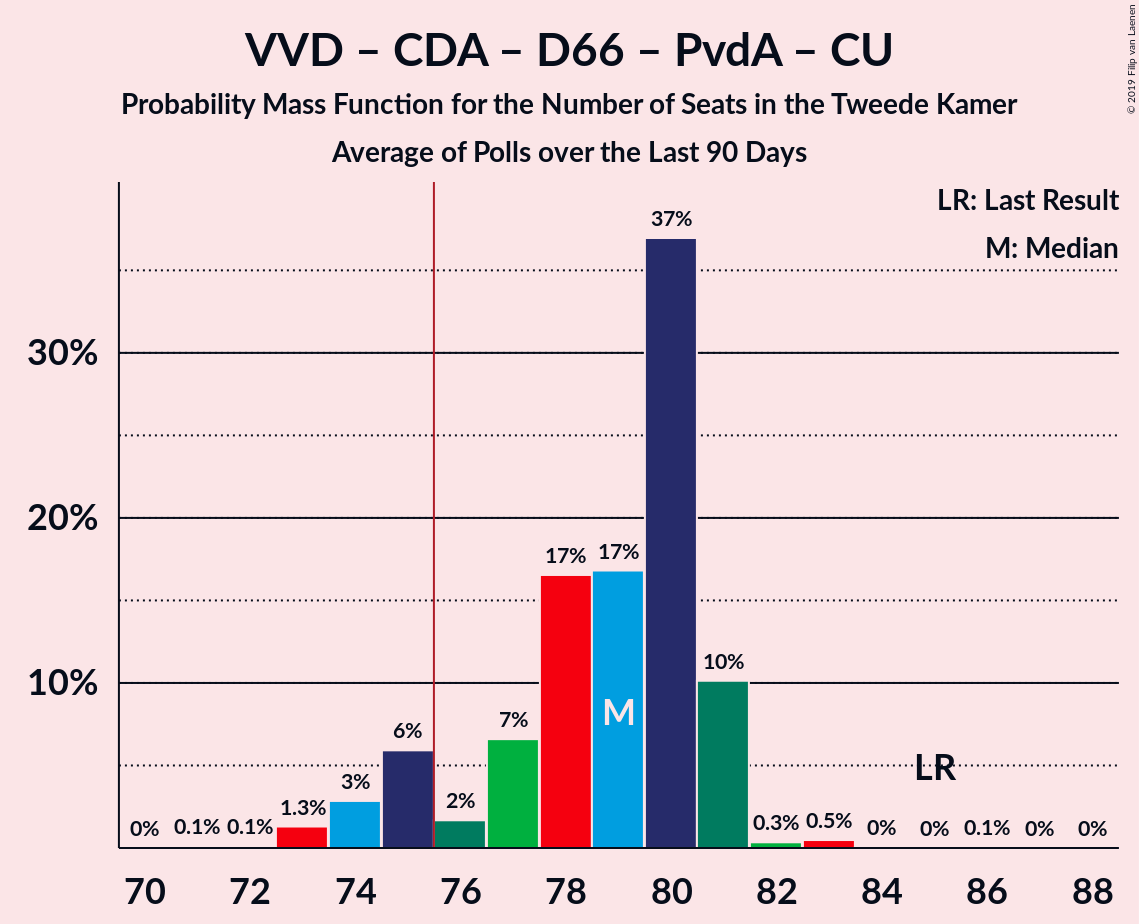 VVD – CDA – D66 – PvdA – CU
Probability Mass Function for the Number of Seats in the Tweede Kamer
Average of Polls over the Last 90 Days
© 2019 Filip van Laenen
LR: Last Result
M: Median
30%
20%
10%
0% 0.1% 0.1% 1.3% 3% 6% 2% 7% 17% 17% 37% 10% 0.3% 0.5% 0% 0% 0.1% 0% 0%
M
LR
70 72 74 76 78 80 82 84 86 88